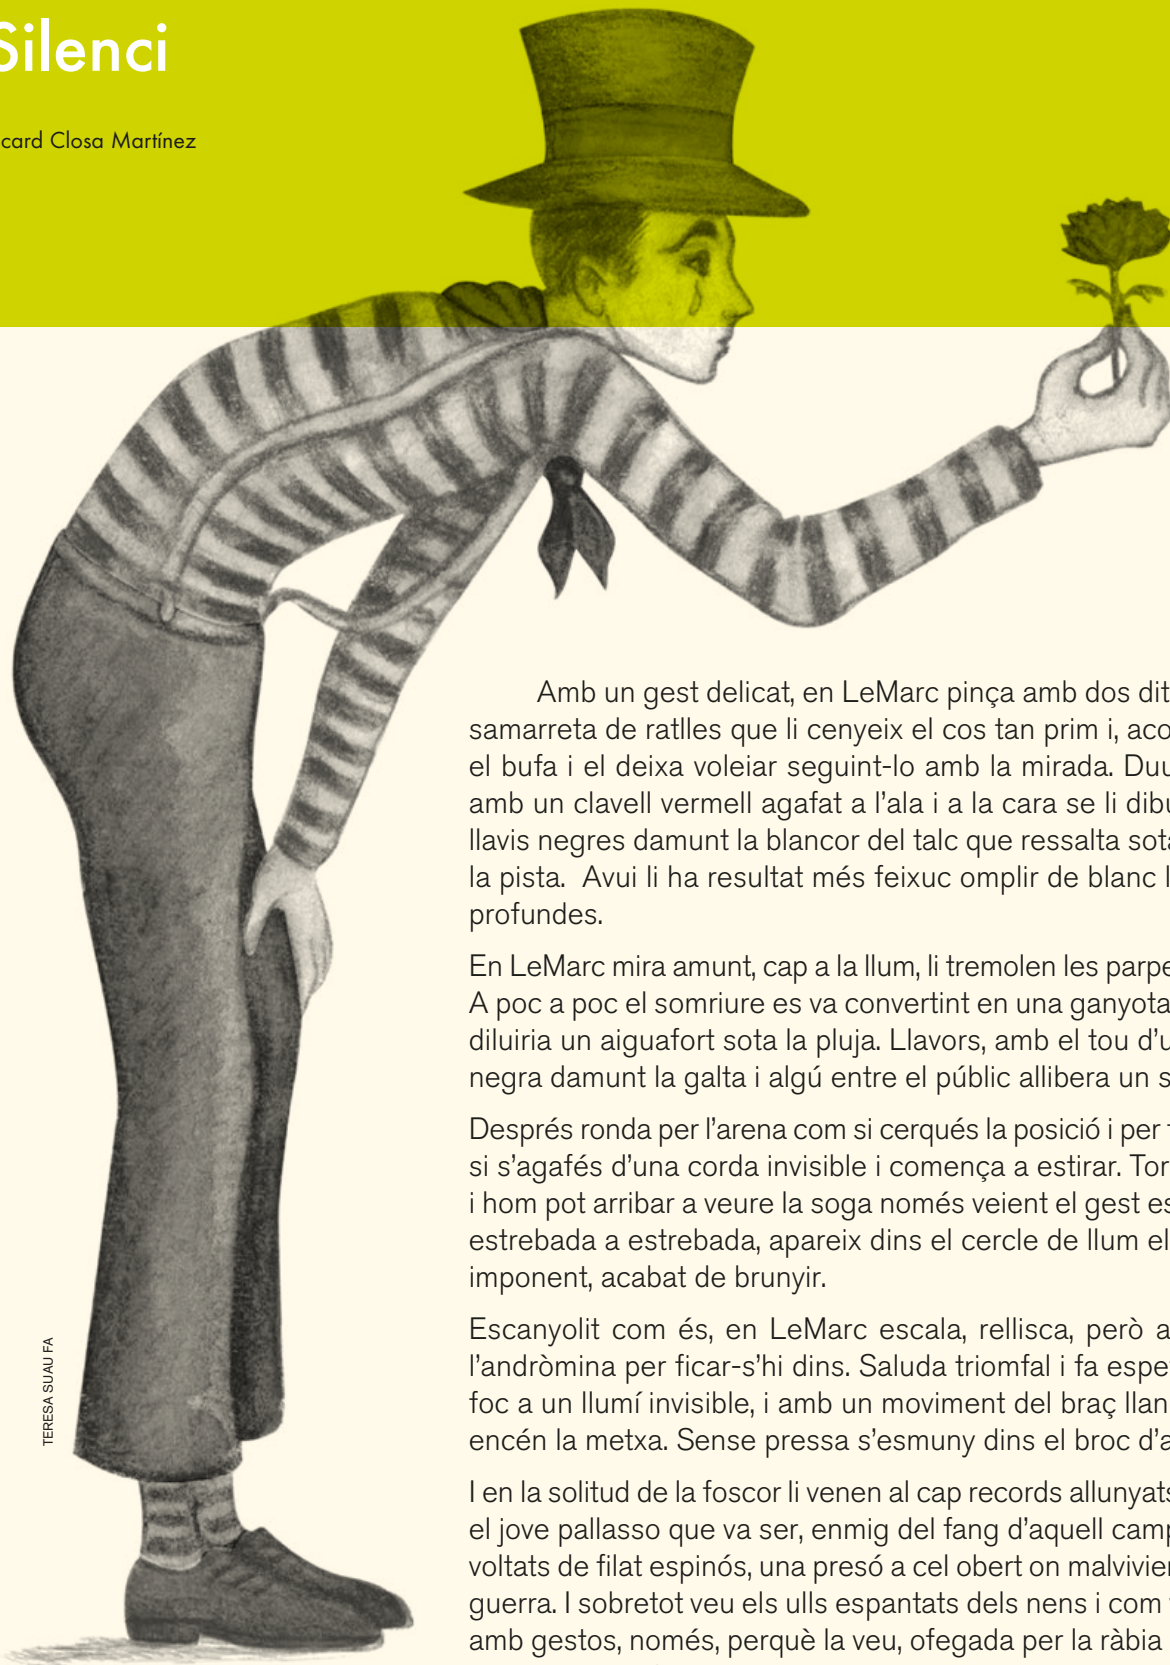 Silenci
card Closa Martínez
Amb un gest delicat, en LeMarc pinça amb dos dit
samarreta de ratlles que li cenyeix el cos tan prim i, aco
el bufa i el deixa voleiar seguint-lo amb la mirada. Duu
amb un clavell vermell agafat a l'ala i a la cara se li dibu
llavis negres damunt la blancor del talc que ressalta sota
la pista. Avui li ha resultat més feixuc omplir de blanc l
profundes.
En LeMarc mira amunt, cap a la llum, li tremolen les parpe
A poc a poc el somriure es va convertint en una ganyota
diluiria un aiguafort sota la pluja. Llavors, amb el tou d'u
negra damunt la galta i algú entre el públic allibera un s
Després ronda per l'arena com si cerqués la posició i per
si s'agafés d'una corda invisible i comença a estirar. Tor
i hom pot arribar a veure la soga només veient el gest es
estrebada a estrebada, apareix dins el cercle de llum el
imponent, acabat de brunyir.
Escanyolit com és, en LeMarc escala, rellisca, però a
l'andròmina per ficar-s'hi dins. Saluda triomfal i fa espe
foc a un llumí invisible, i amb un moviment del braç llan
encén la metxa. Sense pressa s'esmuny dins el broc d'a
I en la solitud de la foscor li venen al cap records allunyats
el jove pallasso que va ser, enmig del fang d'aquell camp
voltats de filat espinós, una presó a cel obert on malvivier
guerra. I sobretot veu els ulls espantats dels nens i com
amb gestos, només, perquè la veu, ofegada per la ràbia
TERESA SUAU FA